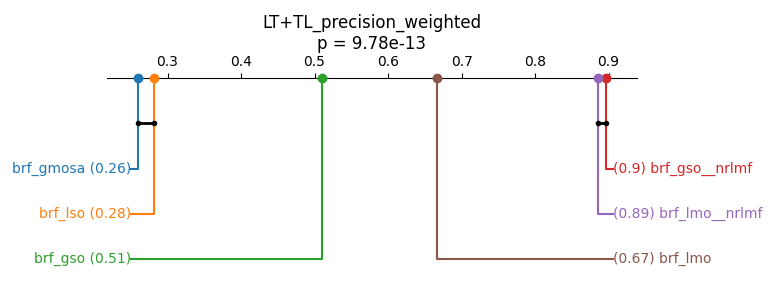 LT+TL_precision_weighted
p = 9.78e-13
0.3 0.4 0.5 0.6 0.7 0.8 0.9
brf_gmosa (0.26)
(0.9) brf_gso__nrlmf
brf_lso (0.28)
(0.89) brf_lmo__nrlmf
brf_gso (0.51)
(0.67) brf_lmo